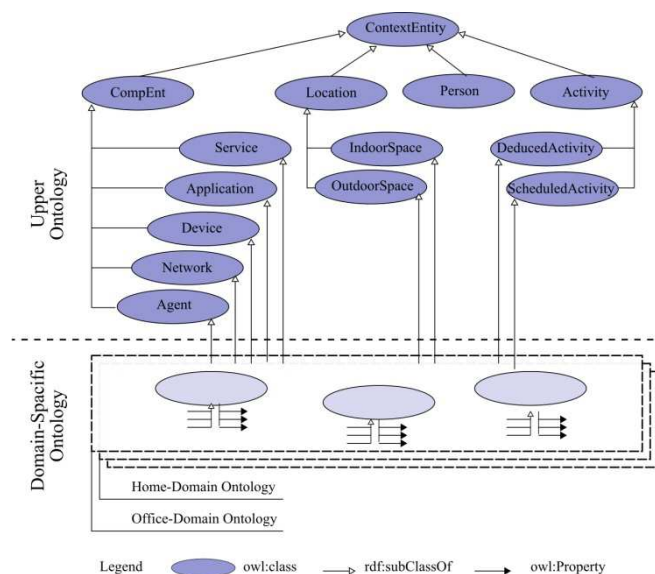 ContextEntity
CompEnt
Location
Person
Activity
Service
IndoorSpace
DeducedActivity
Application
OutdoorSpace
ScheduledActivity
Device
Network
Agent
Upper
Ontology
Domain-Spacific
Ontology
Home-Domain Ontology
Office-Domain Ontology
Legend owl:class rdf:subClassOf owl:Property